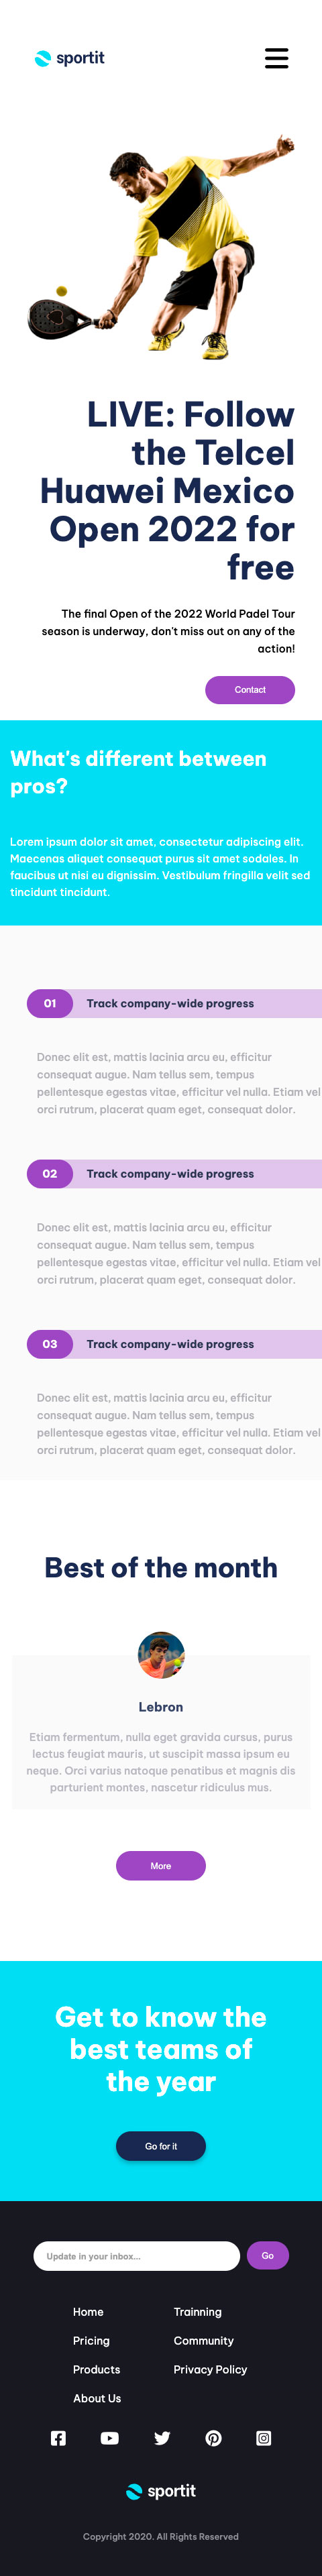 sportit
LIVE: Follow
the Telcel
Huawei Mexico
Open 2022 for
free
The final Open of the 2022 World Padel Tour
season is underway, don't miss out on any of the
action!
Contact
What's different between
pros?
Lorem ipsum dolor sit amet, consectetur adipiscing elit.
Maecenas aliquet consequat purus sit amet sodales. In
faucibus ut nisi eu dignissim. Vestibulum fringilla velit sed
tincidunt tincidunt.
01 Track company-wide progress
Donec elit est, mattis lacinia arcu eu, efficitur
consequat augue. Nam tellus sem, tempus
pellentesque egestas vitae, efficitur vel nulla. Etiam vel
orci rutrum, placerat quam eget, consequat dolor.
02 Track company-wide progress
Donec elit est, mattis lacinia arcu eu, efficitur
consequat augue. Nam tellus sem, tempus
pellentesque egestas vitae, efficitur vel nulla. Etiam vel
orci rutrum, placerat quam eget, consequat dolor.
03 Track company-wide progress
Donec elit est, mattis lacinia arcu eu, efficitur
consequat augue. Nam tellus sem, tempus
pellentesque egestas vitae, efficitur vel nulla. Etiam vel
orci rutrum, placerat quam eget, consequat dolor.
Best of the month
Lebron
Etiam fermentum, nulla eget gravida cursus, purus
lectus feugiat mauris, ut suscipit massa ipsum eu
neque. Orci varius natoque penatibus et magnis dis
parturient montes, nascetur ridiculus mus.
More
Get to know the
best teams of
the year
Go for it
Update in your inbox...
Go
Home
Pricing
Products
About Us
Trainning
Community
Privacy Policy
sportit
Copyright 2020. All Rights Reserved